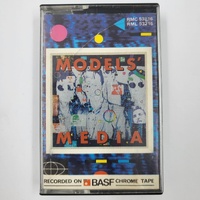 MODELS'
MEDIA
RECORDED ON BASF CHROME TAPE